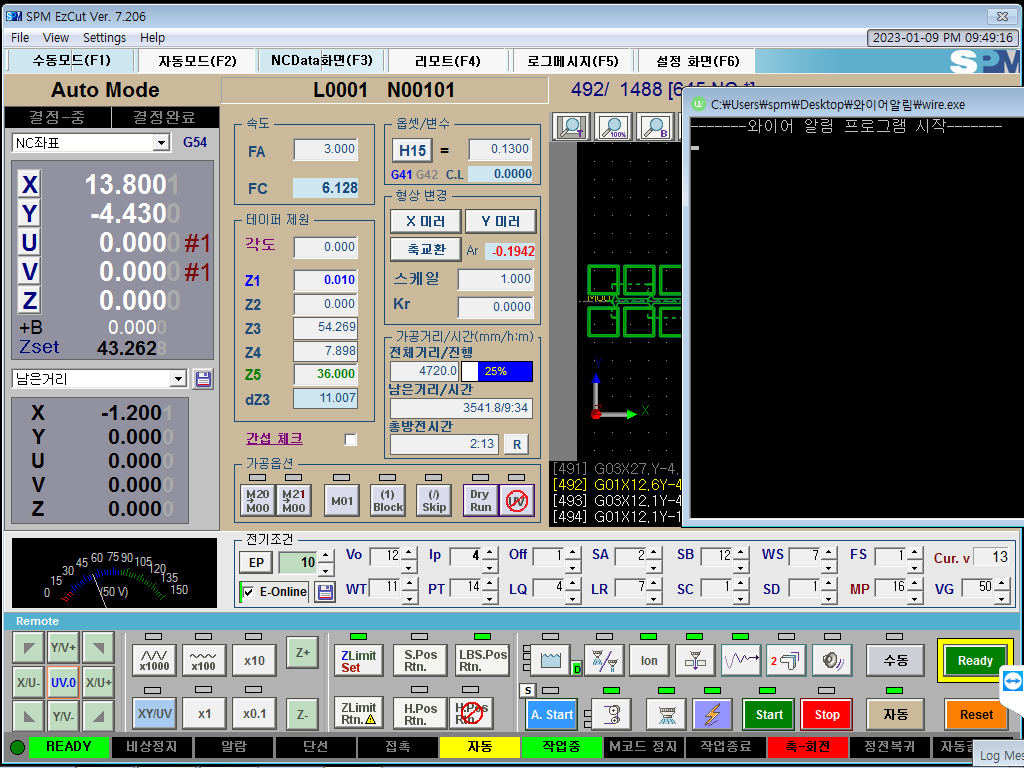 SPM EzCut Ver. 7.206
File View Settings Help
2023-01-09 PM 09:49:16
수동모드(F1) 자동모드(F2) NCData화면(F3) 리모트(F4) 로그메시지(F5) 설정 화면(F6)
SPM
Auto Mode
L0001 N00101
492/ 1488
결정-중 결정완료
NC좌표
G54
X 13.8001
Y -4.4300
U 0.0000 #1
V 0.0000 #1
Z 0.0000
+B 0.0000
Zset 43.2628
남은거리
X -1.2001
Y 0.0000
U 0.0000
V 0.0000
Z 0.0000
속도
FA 3.000
FC 6.128
테이퍼 제원
각도 0.000
Z1 0.010
Z2 0.000
Z3 54.269
Z4 7.898
Z5 36.000
dZ3 11.007
간섭 체크
옵셋/변수
H15 = 0.1300
G41 G42 C.L 0.0000
형상 변경
X 미러 Y 미러
축교환 Ar -0.1942
스케일 1.000
Kr 0.0000
가공거리/시간(mm/h:m)
전체거리/진행
4720.0 25%
남은거리/시간
3541.8/9:34
총방전시간
2:13 R
가공옵션
M20 M00
M21 M00
M01
(1) Block
(/) Skip
Dry Run
UV
T 100% B
C:₩Users₩spm₩Desktop₩와이어알림₩wire.exe
-------와이어 알림 프로그램 시작-------
X
[491] G03X27,Y-4,
[492] G01X12,6Y-4
[493] G03X12,1Y-4
[494] G01X12,1Y-1
0 15 30 45 60 75 90 105 120 135 150
(50 V)
전기조건
EP 10
E-Online
Vo 12 Ip 4 Off 1 SA 2 SB 12 WS 7 FS 1 Cur. v 13
WT 11 PT 14 LQ 4 LR 7 SC 1 SD 1 MP 16 VG 50
Remote
Y/V+
X/U- UV.0 X/U+
Y/V-
x1000 x100 x10 Z+
XY/UV x1 x0.1 Z-
ZLimit Set
S.Pos Rtn.
LBS.Pos Rtn.
ZLimit Rtn.
H.Pos Rtn.
D
Ion
2
수동
Ready
S
A. Start
Start
Stop
자동
Reset
READY 비상정지 알람 단선 접촉 자동 작업중 M코드 정지 작업종료 축-회전 정전복귀
Log Mes